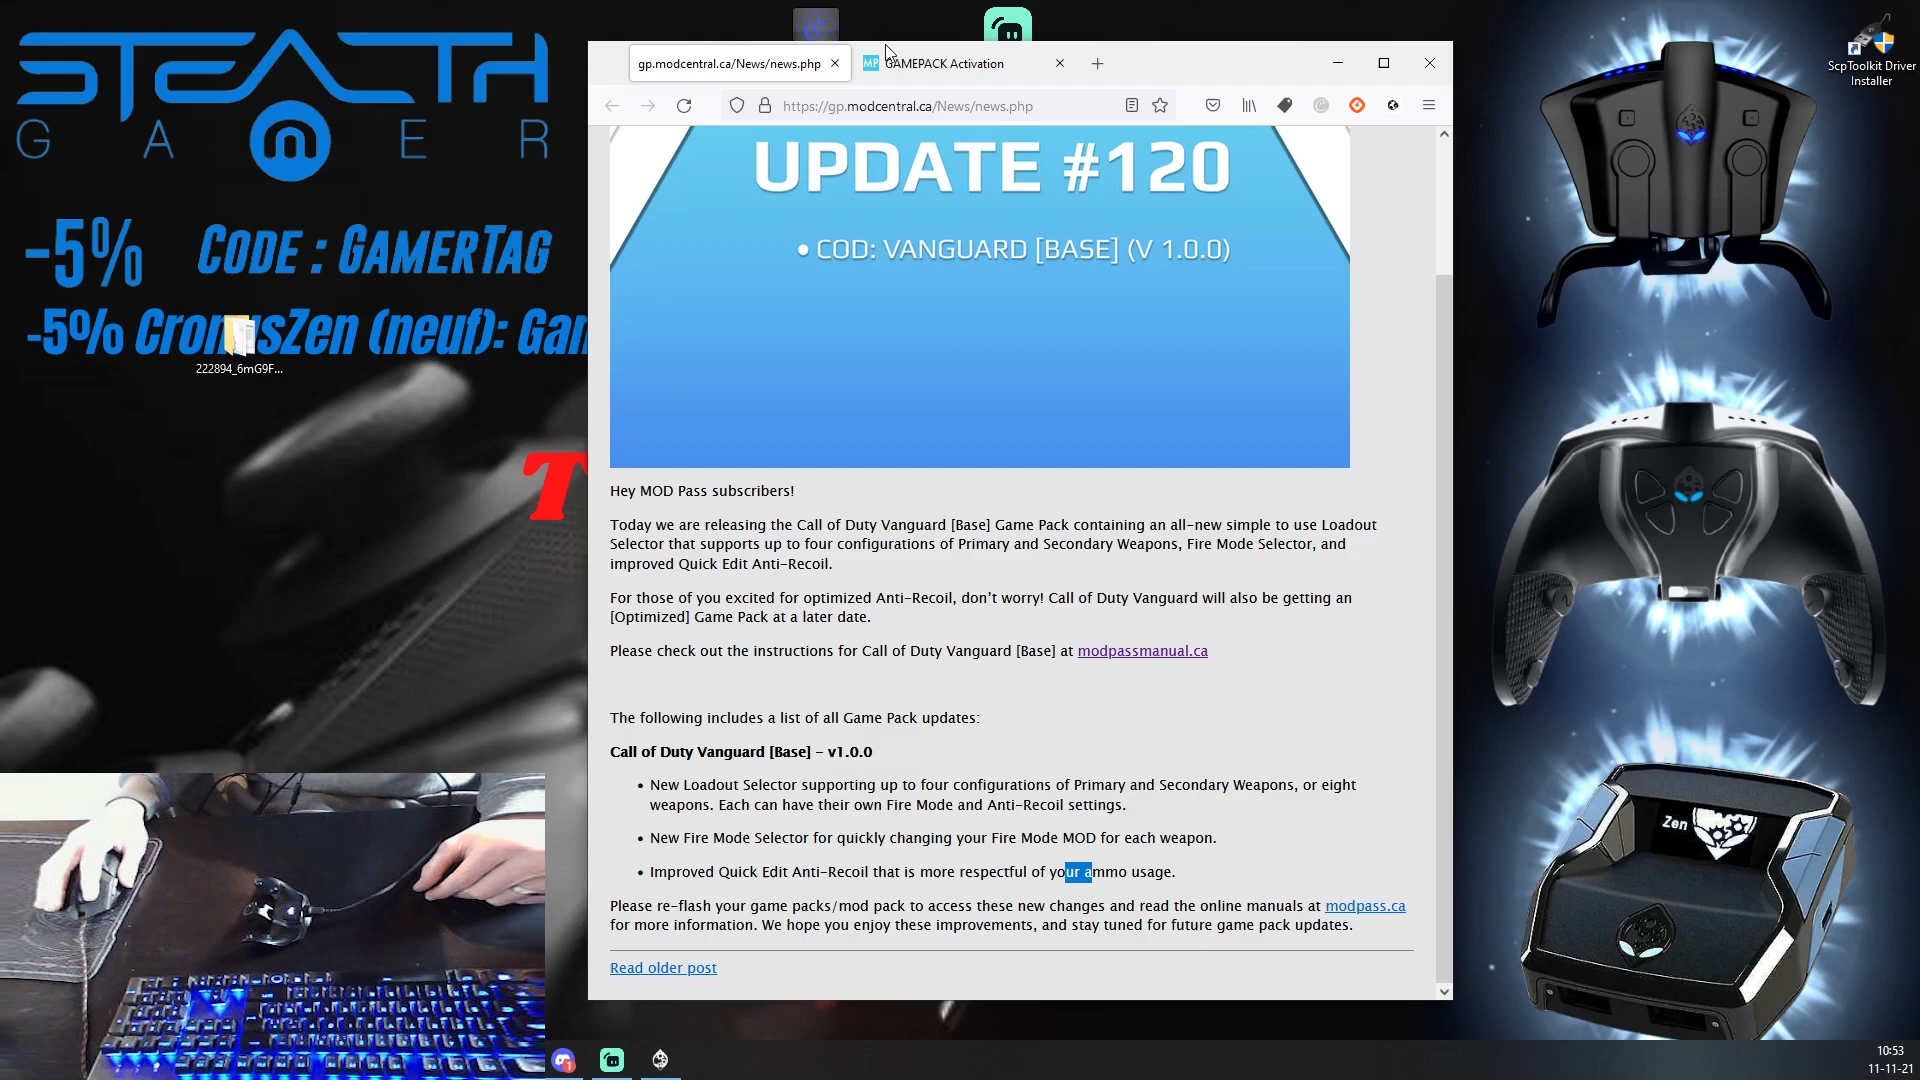 STEALTH
GAMER
-5% CODE : GAMERTAG
-5% CronusZen (neuf): Gam
222894_6mG9F...
T
gp.modcentral.ca/News/news.php
MP GAMEPACK Activation
https://gp.modcentral.ca/News/news.php
UPDATE #120
• COD: VANGUARD [BASE] (V 1.0.0)
Hey MOD Pass subscribers!
Today we are releasing the Call of Duty Vanguard [Base] Game Pack containing an all-new simple to use Loadout
Selector that supports up to four configurations of Primary and Secondary Weapons, Fire Mode Selector, and
improved Quick Edit Anti-Recoil.
For those of you excited for optimized Anti-Recoil, don't worry! Call of Duty Vanguard will also be getting an
[Optimized] Game Pack at a later date.
Please check out the instructions for Call of Duty Vanguard [Base] at modpassmanual.ca
The following includes a list of all Game Pack updates:
Call of Duty Vanguard [Base] - v1.0.0
• New Loadout Selector supporting up to four configurations of Primary and Secondary Weapons, or eight
weapons. Each can have their own Fire Mode and Anti-Recoil settings.
• New Fire Mode Selector for quickly changing your Fire Mode MOD for each weapon.
• Improved Quick Edit Anti-Recoil that is more respectful of your ammo usage.
Please re-flash your game packs/mod pack to access these new changes and read the online manuals at modpass.ca
for more information. We hope you enjoy these improvements, and stay tuned for future game pack updates.
Read older post
ScpToolkit Driver
Installer
Zen
1
10:53
11-11-21